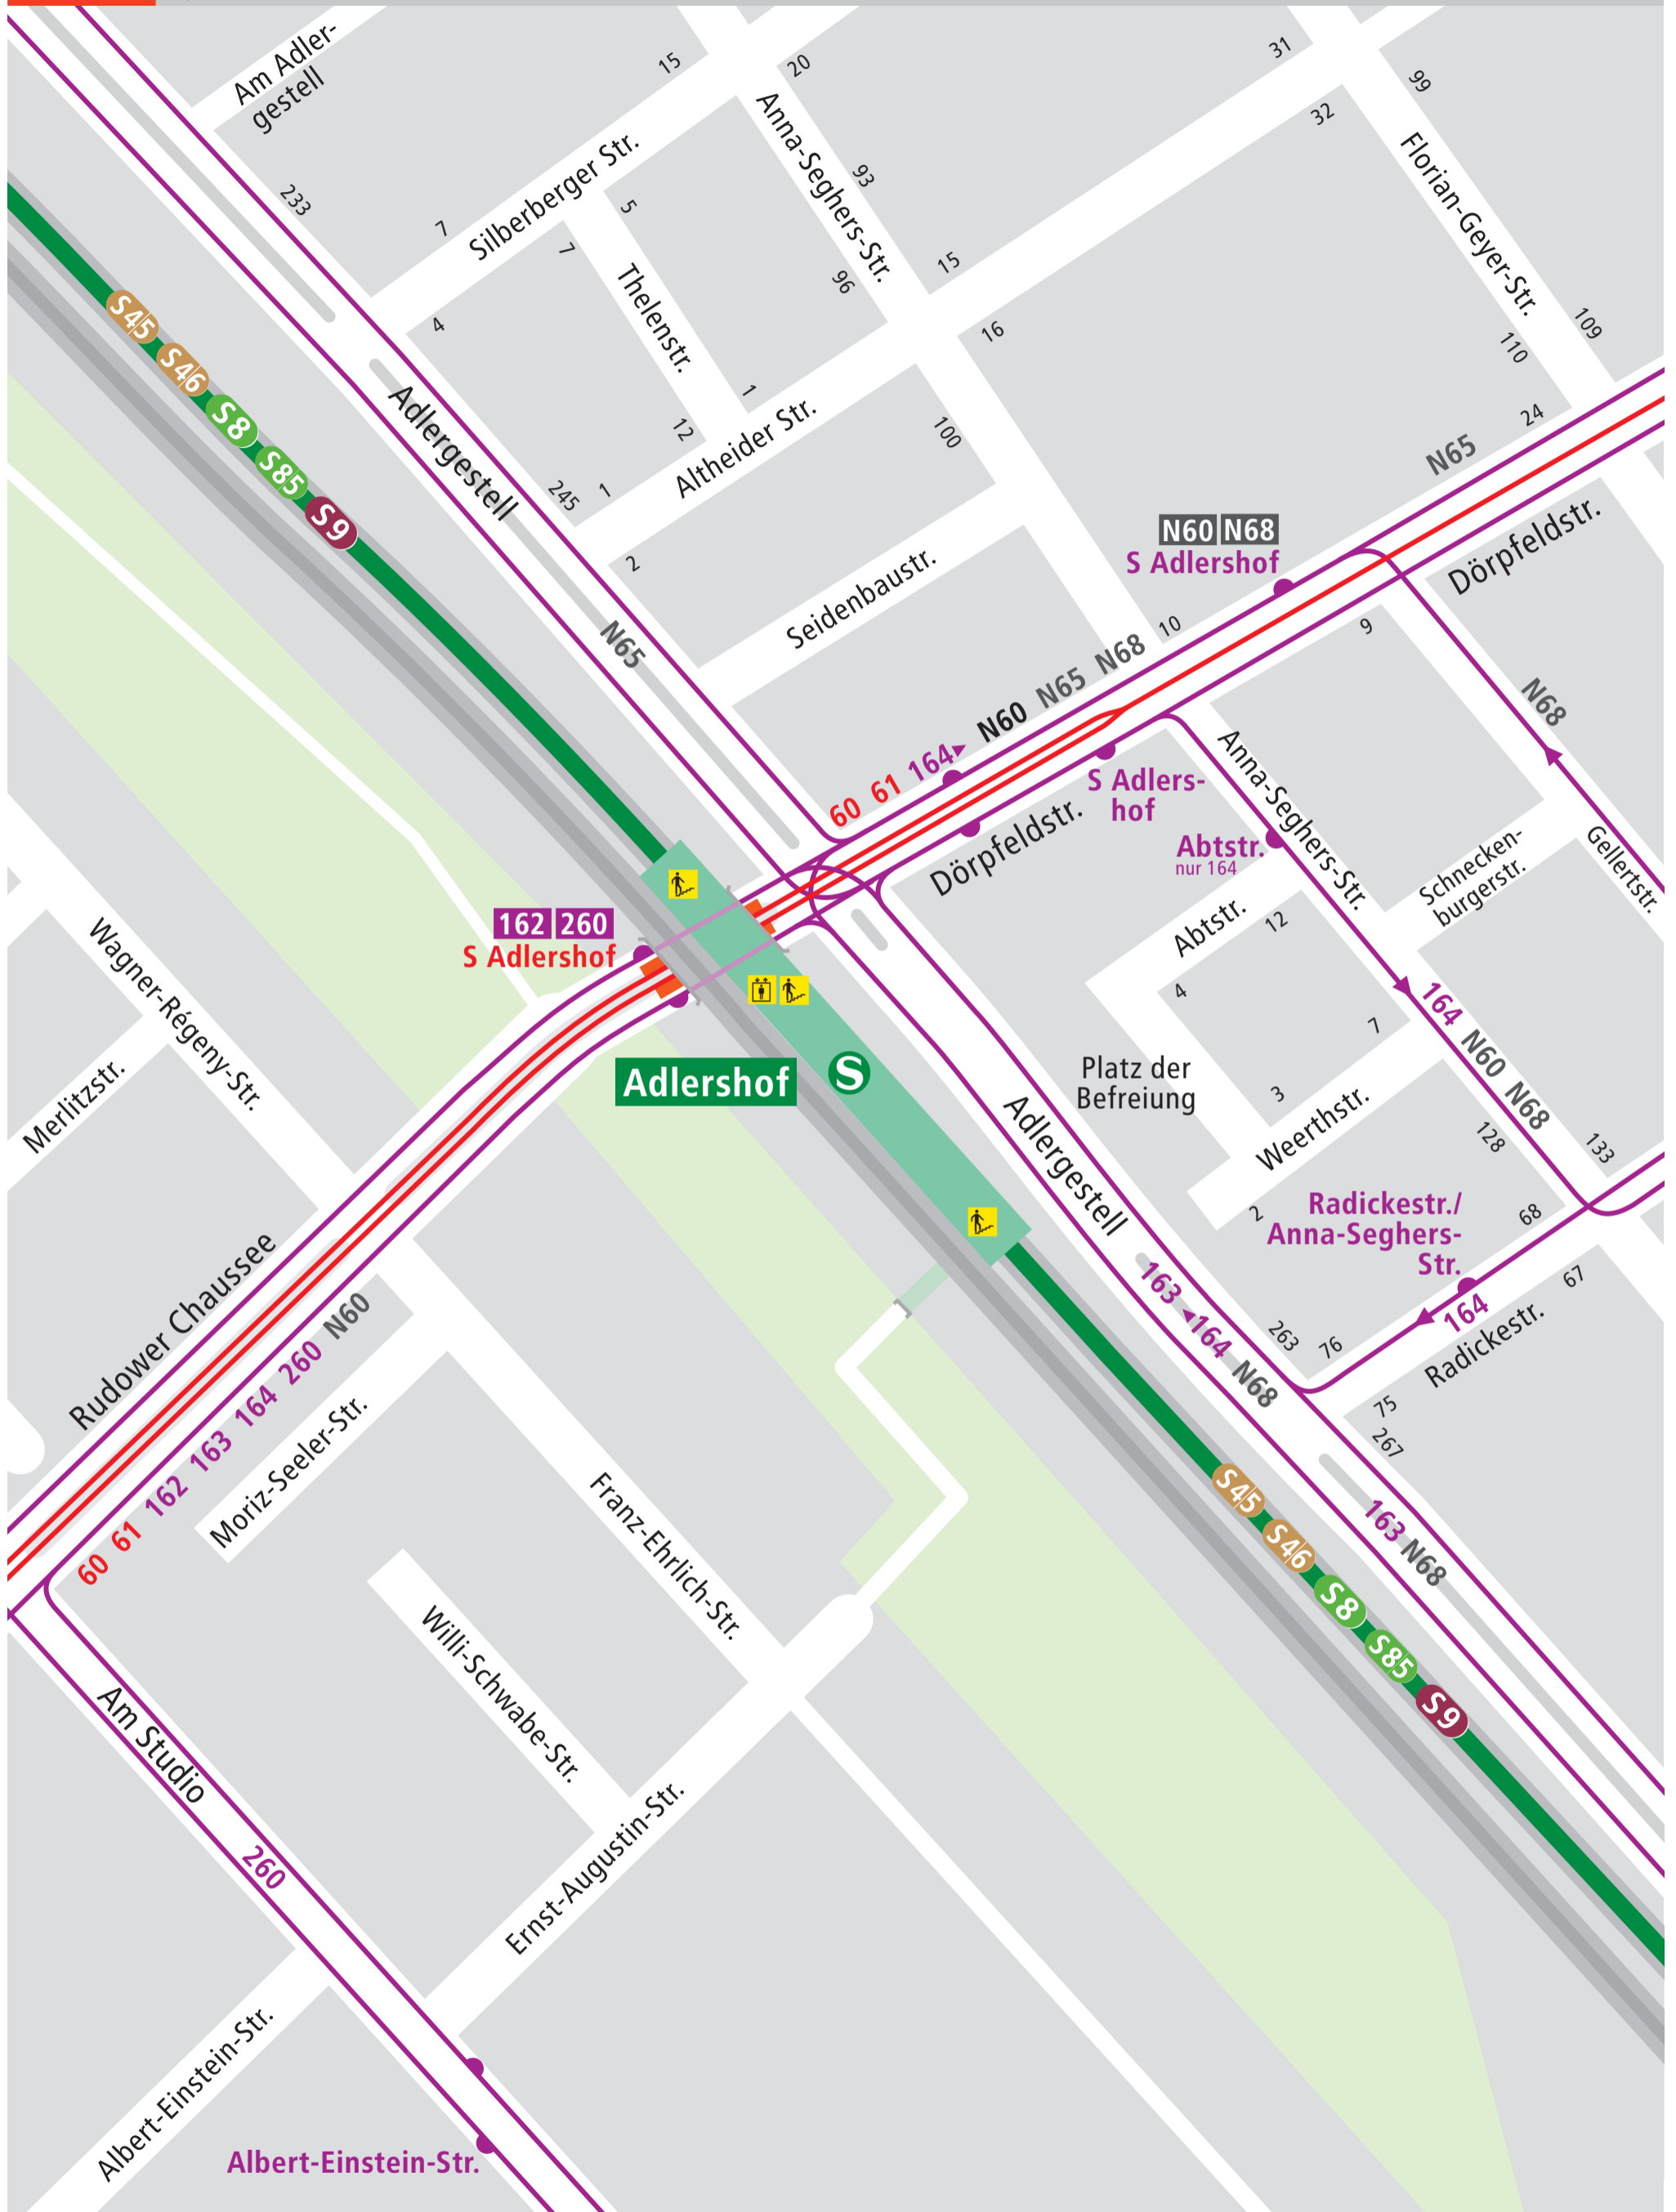 Am Adler-
gestell
15
20
31
99
32
233
Silberberger Str.
7
5
7
4
Anna-Seghers-Str.
93
96
15
16
Florian-Geyer-Str.
109
110
24
Thelenstr.
1
12
Altheider Str.
100
245
1
2
S45
S46
S8
S85
S9
Adlergestell
N65
Seidenbaustr.
N65
N60 N68
S Adlershof
Dörpfeldstr.
10
9
60 61 164 N60 N65 N68
N68
S Adlers-
hof
Dörpfeldstr.
Anna-Seghers-Str.
Abtstr.
nur 164
Schnecken-
burgerstr.
Gellertstr.
Abtstr.
12
4
7
3
162 260
S Adlershof
Wagner-Régeny-Str.
Merlitzstr.
Adlershof
S
Platz der
Befreiung
164 N60 N68
Weerthstr.
128
133
2
68
67
Adlergestell
Radickestr./
Anna-Seghers-
Str.
164
Radickestr.
163 164 N68
263
76
75
267
Rudower Chaussee
60 61 162 163 164 260 N60
Moriz-Seeler-Str.
Franz-Ehrlich-Str.
Willi-Schwabe-Str.
163 N68
S45
S46
S8
S85
S9
Am Studio
260
Ernst-Augustin-Str.
Albert-Einstein-Str.
Albert-Einstein-Str.